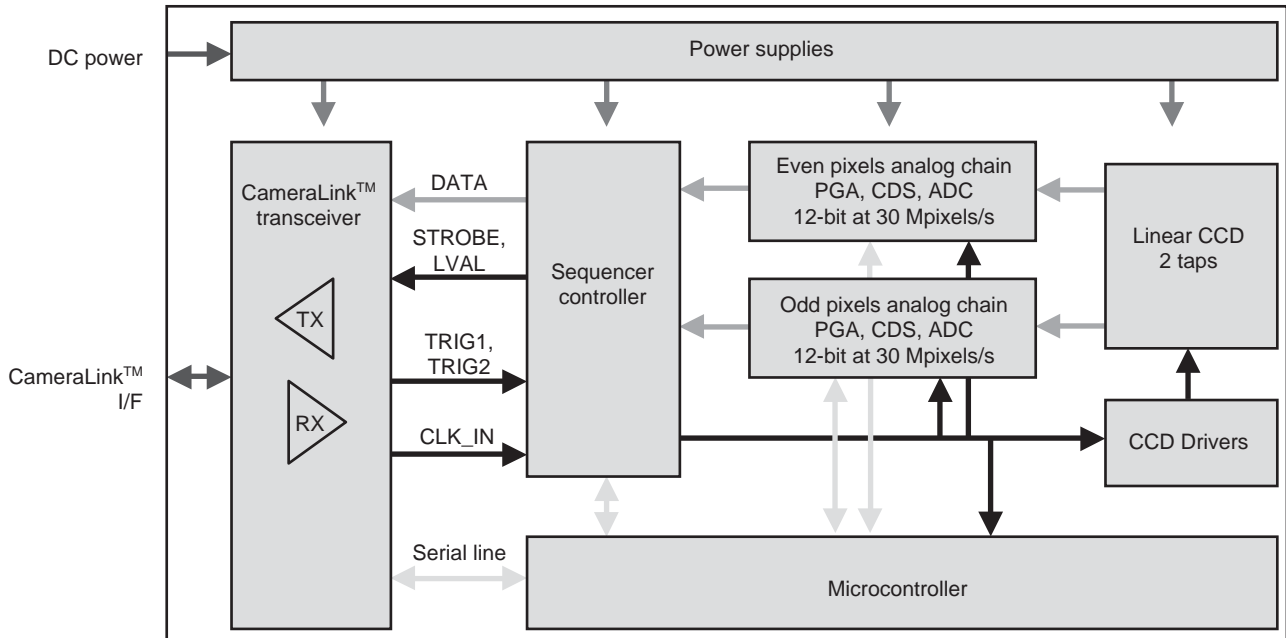 DC power
Power supplies
CameraLink™
transceiver
DATA
STROBE,
LVAL
TX
TRIG1,
TRIG2
RX
CLK_IN
CameraLink™
I/F
Serial line
Sequencer
controller
Even pixels analog chain
PGA, CDS, ADC
12-bit at 30 Mpixels/s
Odd pixels analog chain
PGA, CDS, ADC
12-bit at 30 Mpixels/s
Linear CCD
2 taps
CCD Drivers
Microcontroller